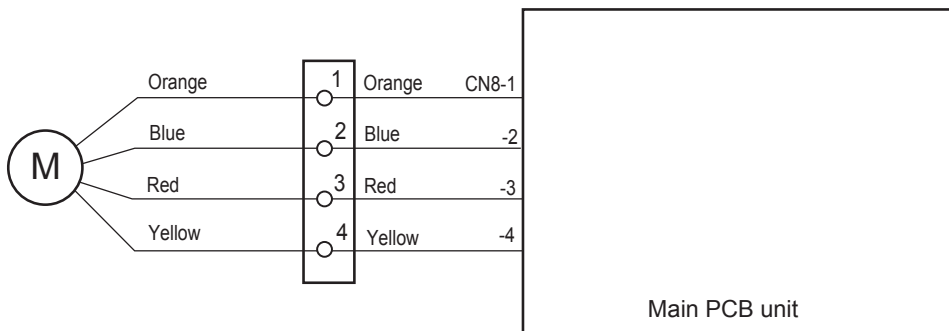 Orange 1 Orange CN8-1
Blue 2 Blue -2
M
Red 3 Red -3
Yellow 4 Yellow -4
Main PCB unit